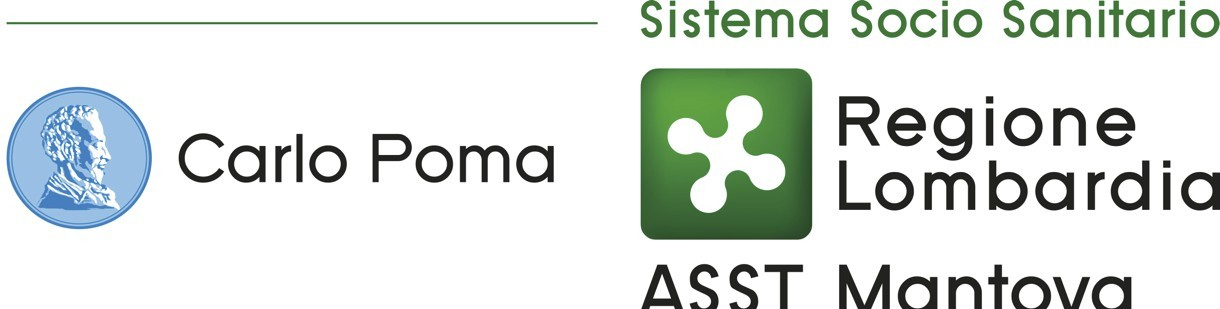 Carlo Poma
Sistema Socio Sanitario
Regione
Lombardia
ASST Mantova